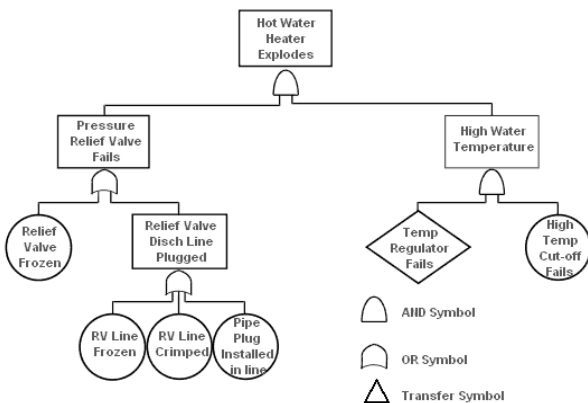 Hot Water
Heater
Explodes
Pressure
Relief Valve
Fails
High Water
Temperature
Relief
Valve
Frozen
Relief Valve
Disch Line
Plugged
Temp
Regulator
Fails
High
Temp
Cut-off
Fails
RV Line
Frozen
RV Line
Crimped
Pipe
Plug
Installed
in line
AND Symbol
OR Symbol
Transfer Symbol